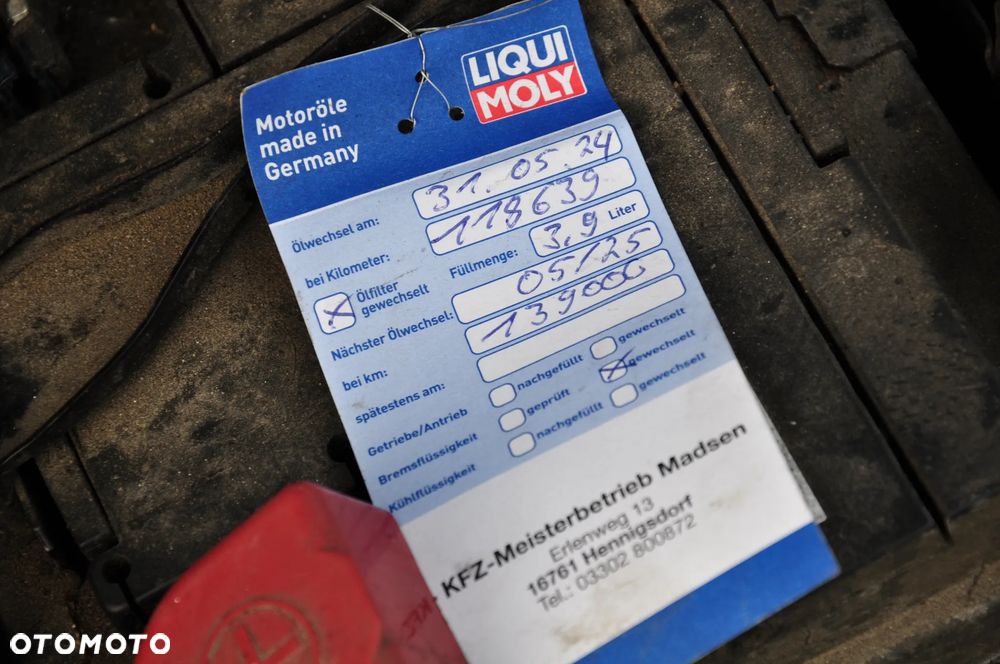 LIQUI
MOLY
Motoröle
made in
Germany
Ölwechsel am: 31.05.24
bei Kilometer: 118639
Ölfilter gewechselt Füllmenge: 3,9 Liter
Nächster Ölwechsel: 05/25
bei km: 139000
spätestens am:
Getriebe/Antrieb nachgefüllt gewechselt
Bremsflüssigkeit geprüft gewechselt
Kühlflüssigkeit nachgefüllt gewechselt
KFZ-Meisterbetrieb Madsen
Erlenweg 13
16761 Hennigsdorf
Tel.: 03302 800872
OTOMOTO